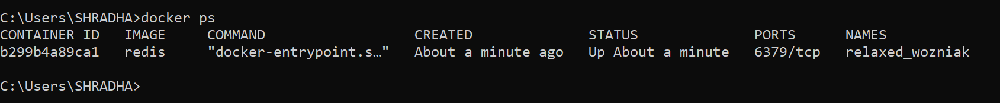 C:\Users\SHRADHA>docker ps
CONTAINER ID   IMAGE     COMMAND                  CREATED              STATUS              PORTS      NAMES
b299b4a89ca1   redis     "docker-entrypoint.s…"   About a minute ago   Up About a minute   6379/tcp   relaxed_wozniak
C:\Users\SHRADHA>